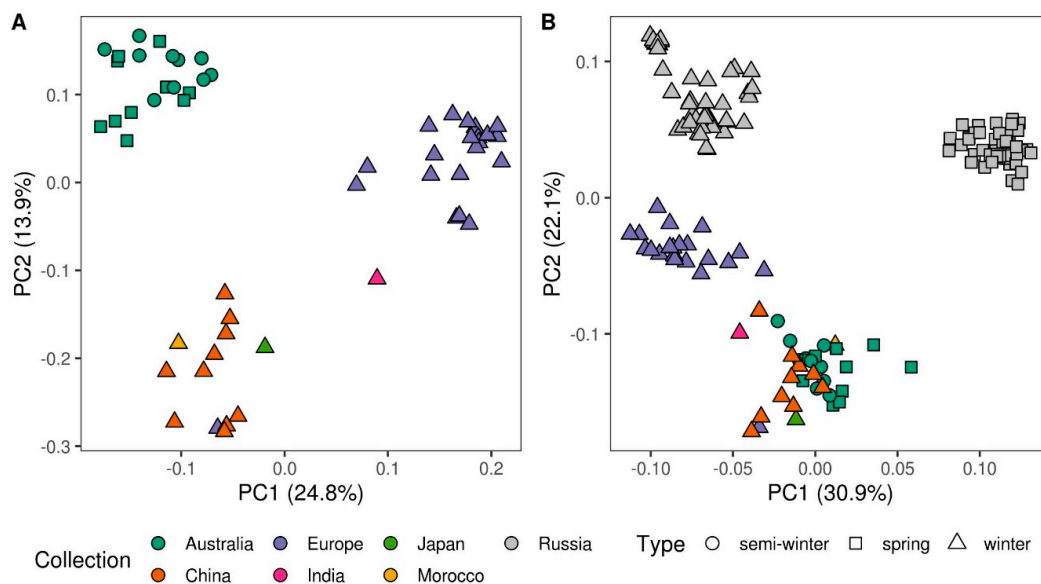 A
B
PC2 (13.9%)
0.1
0.0
-0.1
-0.2
-0.3
-0.1
0.0
0.1
0.2
PC1 (24.8%)
PC2 (22.1%)
0.1
0.0
-0.1
-0.10
-0.05
0.00
0.05
0.10
PC1 (30.9%)
Collection
Australia
Europe
Japan
Russia
China
India
Morocco
Type
semi-winter
spring
winter